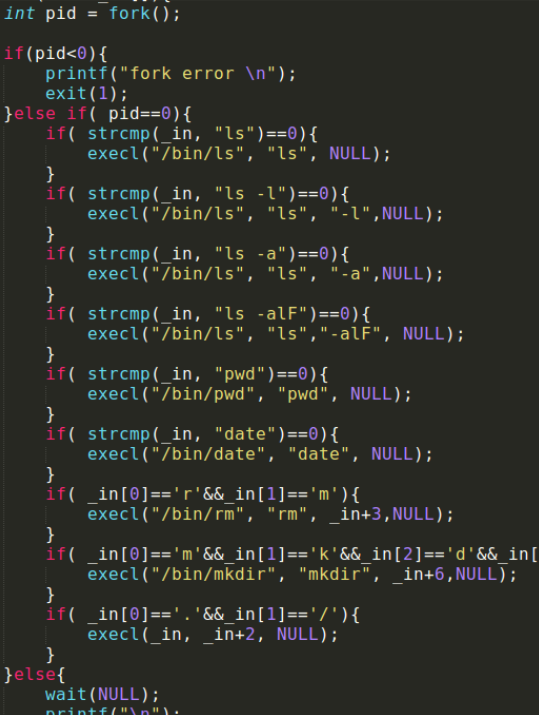 int pid = fork();
if(pid<0){
    printf("fork error \n");
    exit(1);
}else if( pid==0){
    if( strcmp(_in, "ls")==0){
        execl("/bin/ls", "ls", NULL);
    }
    if( strcmp(_in, "ls -l")==0){
        execl("/bin/ls", "ls", "-l",NULL);
    }
    if( strcmp(_in, "ls -a")==0){
        execl("/bin/ls", "ls", "-a",NULL);
    }
    if( strcmp(_in, "ls -alF")==0){
        execl("/bin/ls", "ls","-alF", NULL);
    }
    if( strcmp(_in, "pwd")==0){
        execl("/bin/pwd", "pwd", NULL);
    }
    if( strcmp(_in, "date")==0){
        execl("/bin/date", "date", NULL);
    }
    if( _in[0]=='r'&&_in[1]=='m'){
        execl("/bin/rm", "rm", _in+3,NULL);
    }
    if( _in[0]=='m'&&_in[1]=='k'&&_in[2]=='d'&&_in[
        execl("/bin/mkdir", "mkdir", _in+6,NULL);
    }
    if( _in[0]=='.'&&_in[1]=='/'){
        execl(_in, _in+2, NULL);
    }
}else{
    wait(NULL);
    printf("\n");